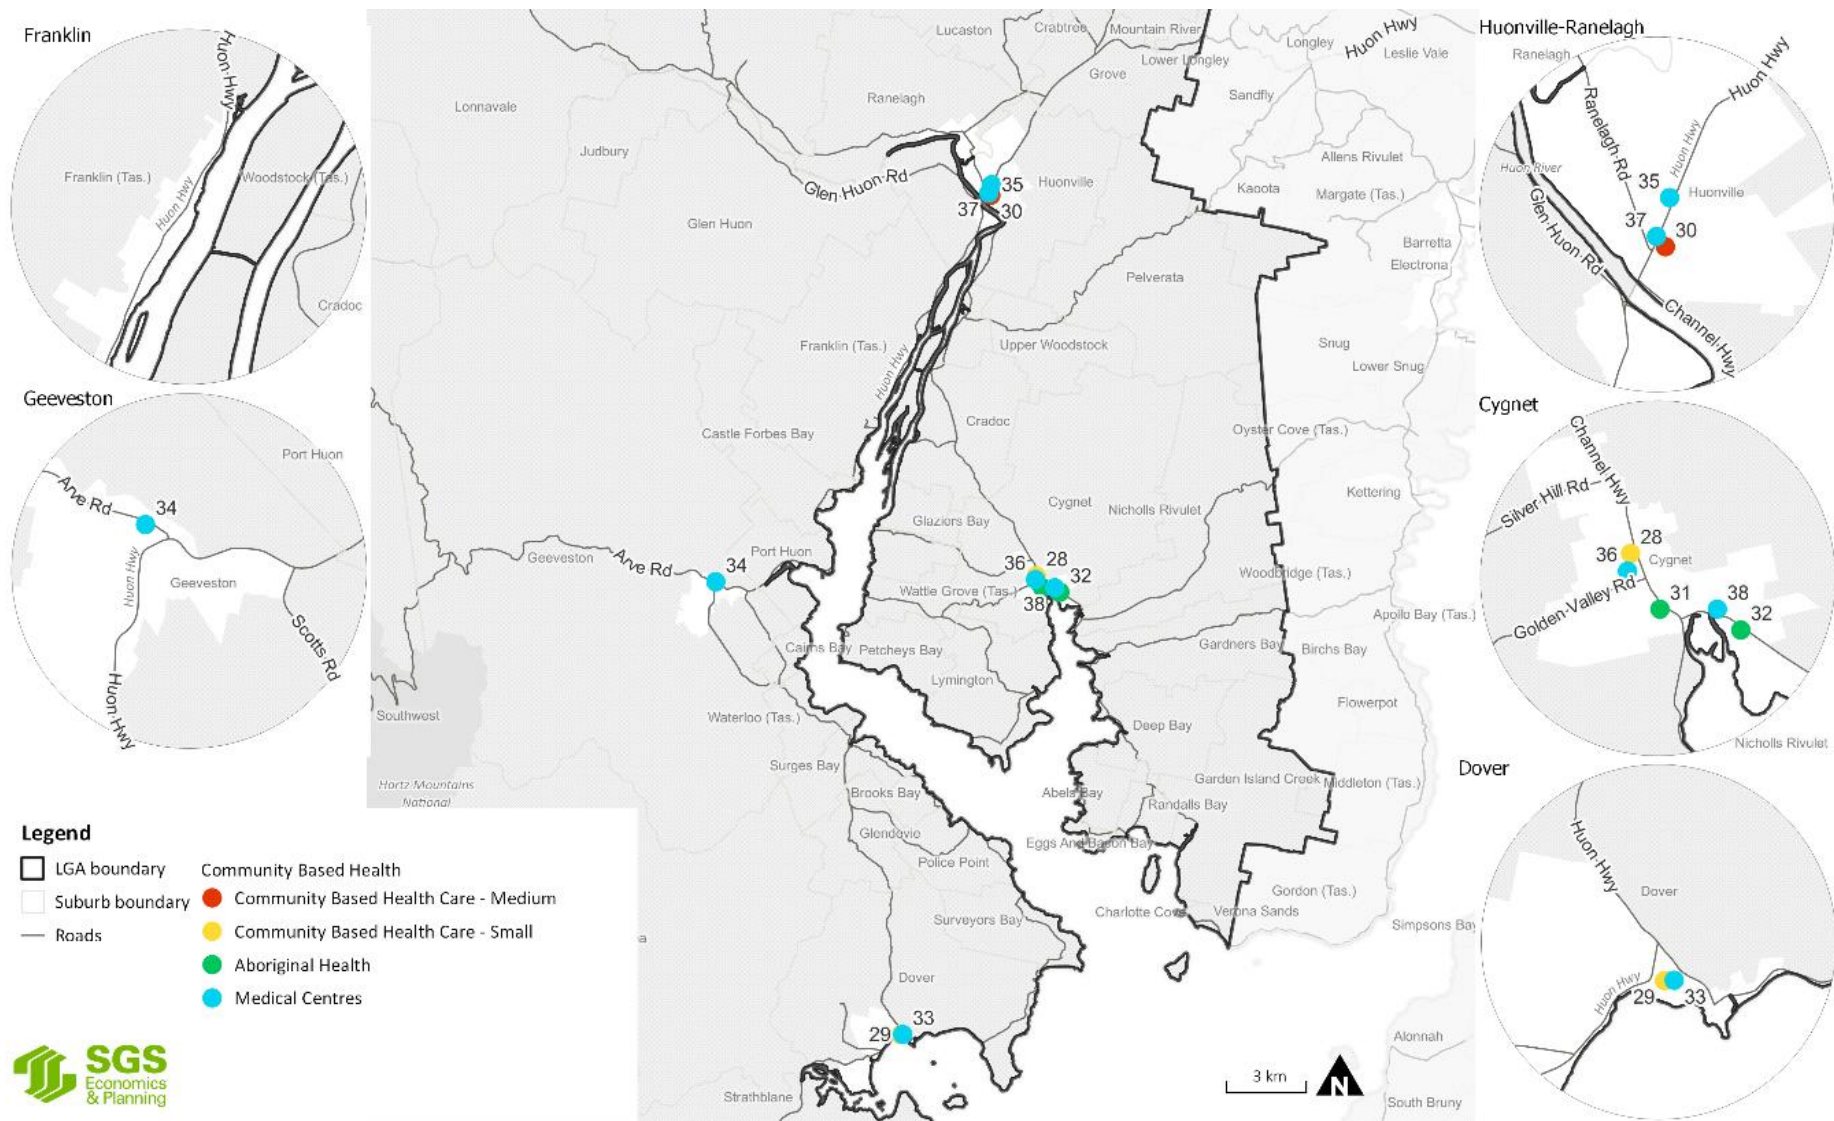 Franklin
Huon Hwy
Franklin (Tas.)
Woodstock (Tas.)
Huon Hwy
Cradoc
Geeveston
Port Huon
Arve Rd
34
Huon Hwy
Geeveston
Scotts Rd
Huon Hwy
Lucaston
Crabtree
Mountain River
Longley
Huon Hwy
Leslie Vale
Lower Longley
Grove
Lonnavale
Ranelagh
Sandfly
Judbury
Allens Rivulet
Glen Huon Rd
35
Huonville
Kaoota
Margate (Tas.)
37
30
Glen Huon
Barretta
Electrona
Pelverata
Franklin (Tas.)
Huon Hwy
Upper Woodstock
Snug
Lower Snug
Cradoc
Castle Forbes Bay
Oyster Cove (Tas.)
Kettering
Cygnet
Nicholls Rivulet
Glaziers Bay
Geeveston
Arve Rd
34
Port Huon
36
28
32
Wattle Grove (Tas.)
38
Woodbridge (Tas.)
Apollo Bay (Tas.)
Cairns Bay
Petcheys Bay
Gardners Bay
Birchs Bay
Lymington
Flowerpot
Southwest
Waterloo (Tas.)
Deep Bay
Surges Bay
Hartz Mountains
National
Brooks Bay
Abels Bay
Garden Island Creek
Middleton (Tas.)
Randalls Bay
Glendevie
Eggs And Bacon Bay
Police Point
Gordon (Tas.)
Surveyors Bay
Charlotte Cove
Verona Sands
Simpsons Bay
Dover
29
33
Alonnah
Strathblane
South Bruny
3 km
N
Huonville-Ranelagh
Ranelagh
Huon Hwy
Ranelagh Rd
Huon Hwy
Huon River
35
Huonville
Glen Huon Rd
37
30
Channel Hwy
Cygnet
Channel Hwy
Silver Hill Rd
28
36
Cygnet
Golden Valley Rd
31
38
32
Nicholls Rivulet
Dover
Huon Hwy
Dover
Huon Hwy
29
33
Legend
LGA boundary
Suburb boundary
Roads
Community Based Health
Community Based Health Care - Medium
Community Based Health Care - Small
Aboriginal Health
Medical Centres
SGS
Economics
& Planning